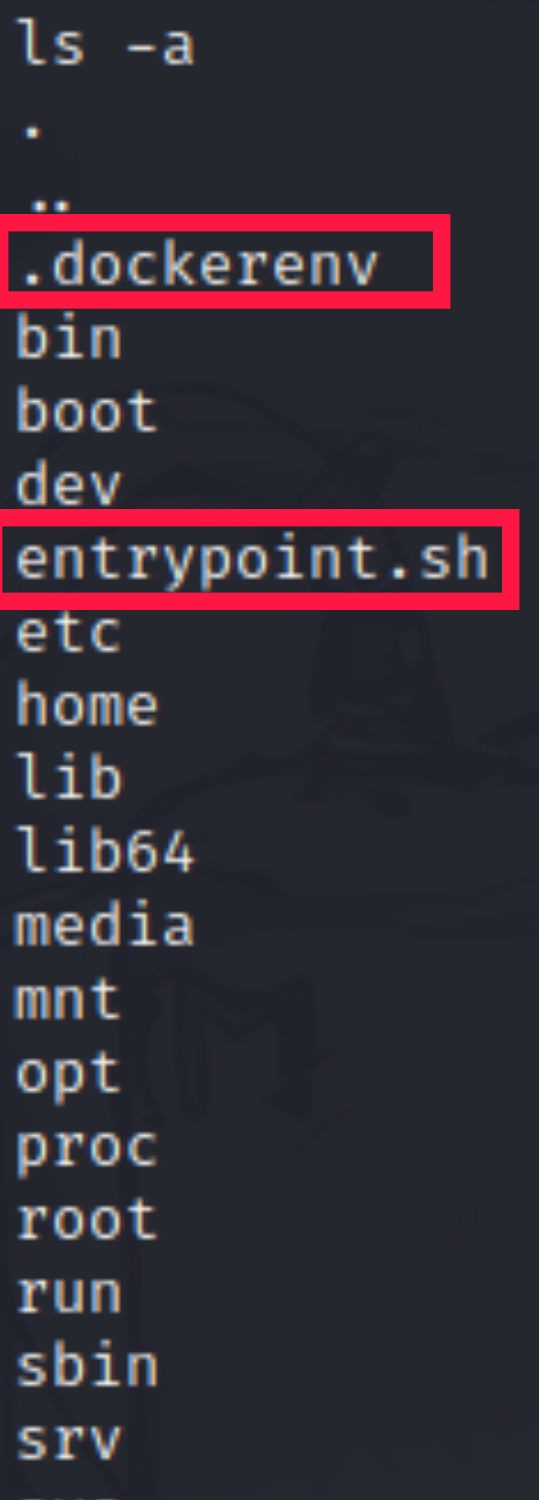 ls -a
.
..
.dockerenv
bin
boot
dev
entrypoint.sh
etc
home
lib
lib64
media
mnt
opt
proc
root
run
sbin
srv